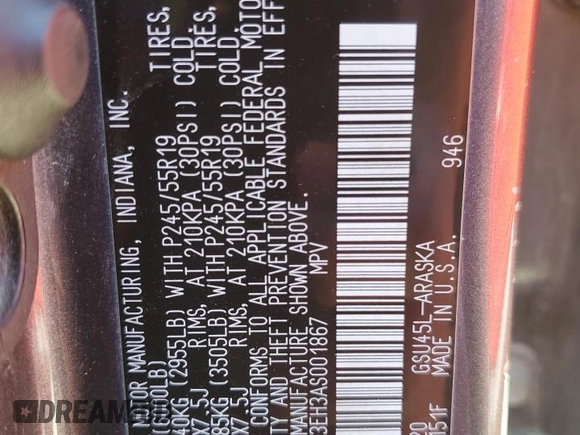 MOTOR MANUFACTURING, INDIANA, INC.
40KG (2955LB) WITH P245/55R19 TIRES,
X7.5J RIMS, AT 210KPA (30PSI) COLD
85KG (3505LB) WITH P245/55R19 TIRES,
X7.5J RIMS, AT 210KPA (30PSI) COLD.
CONFORMS TO ALL APPLICABLE FEDERAL MOTOR
TY AND THEFT PREVENTION STANDARDS IN EFF
MANUFACTURE SHOWN ABOVE.
3EH3AS001867 MPV
GSU45L-ARASKA 946
151F MADE IN U.S.A.
AUTOBIDMASTER